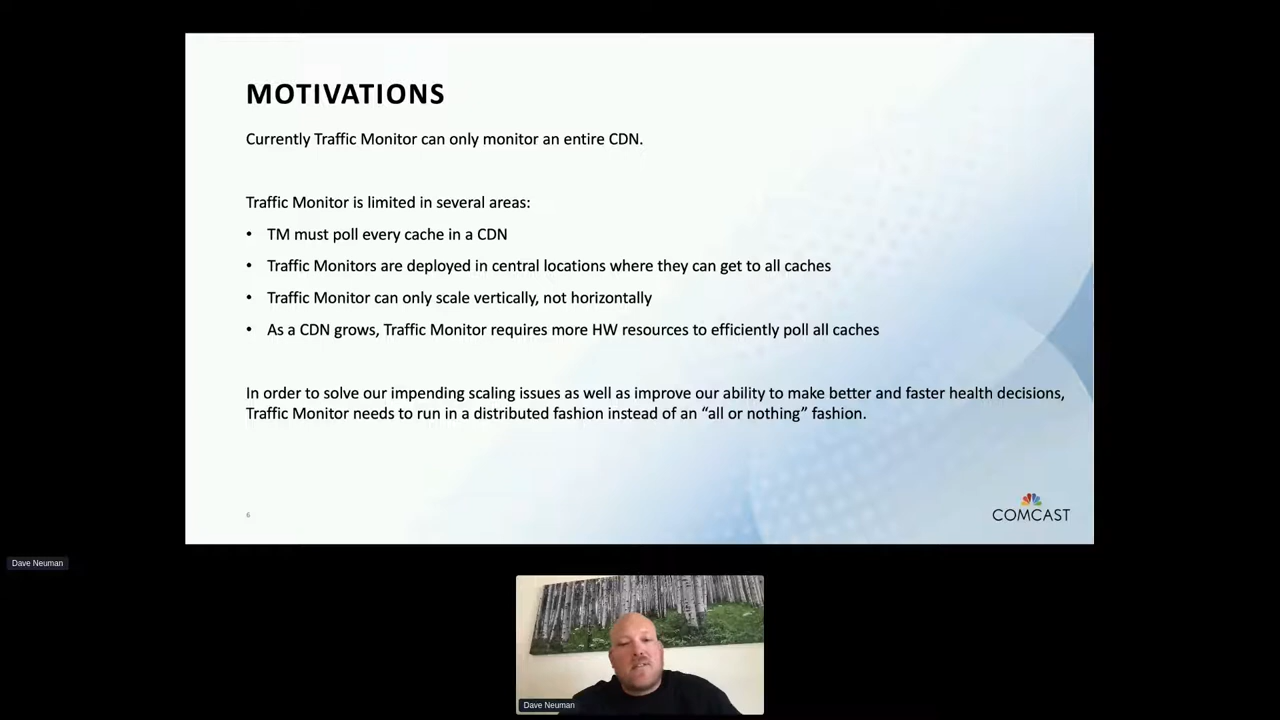 MOTIVATIONS
Currently Traffic Monitor can only monitor an entire CDN.
Traffic Monitor is limited in several areas:
• TM must poll every cache in a CDN
• Traffic Monitors are deployed in central locations where they can get to all caches
• Traffic Monitor can only scale vertically, not horizontally
• As a CDN grows, Traffic Monitor requires more HW resources to efficiently poll all caches
In order to solve our impending scaling issues as well as improve our ability to make better and faster health decisions,
Traffic Monitor needs to run in a distributed fashion instead of an “all or nothing” fashion.
6
COMCAST
Dave Neuman
Dave Neuman